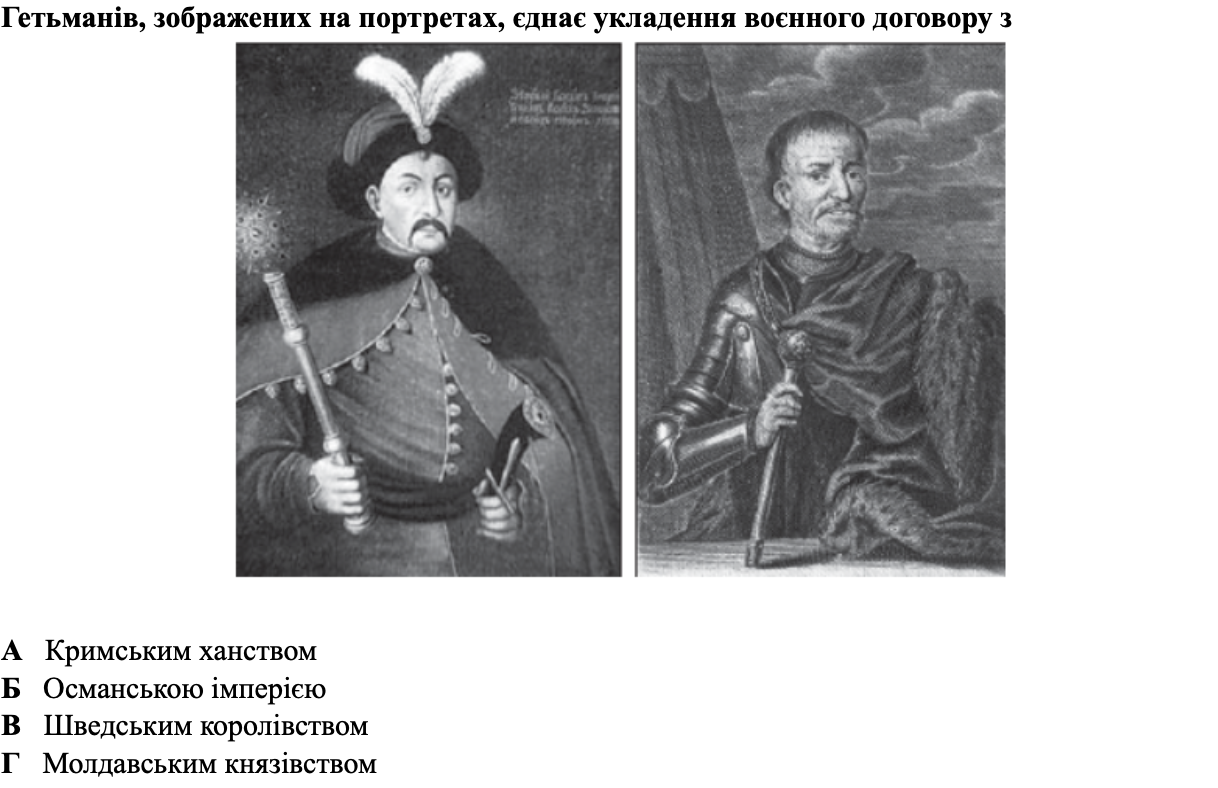 Гетьманів, зображених на портретах, єднає укладення воєнного договору з
А Кримським ханством
Б Османською імперією
В Шведським королівством
Г Молдавським князівством